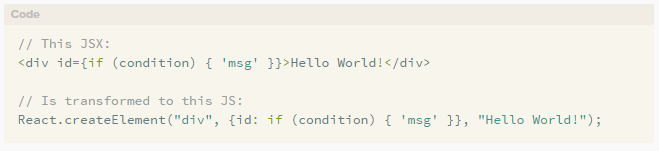 Code
// This JSX:
<div id={if (condition) { 'msg' }}>Hello World!</div>
// Is transformed to this JS:
React.createElement("div", {id: if (condition) { 'msg' }}, "Hello World!");